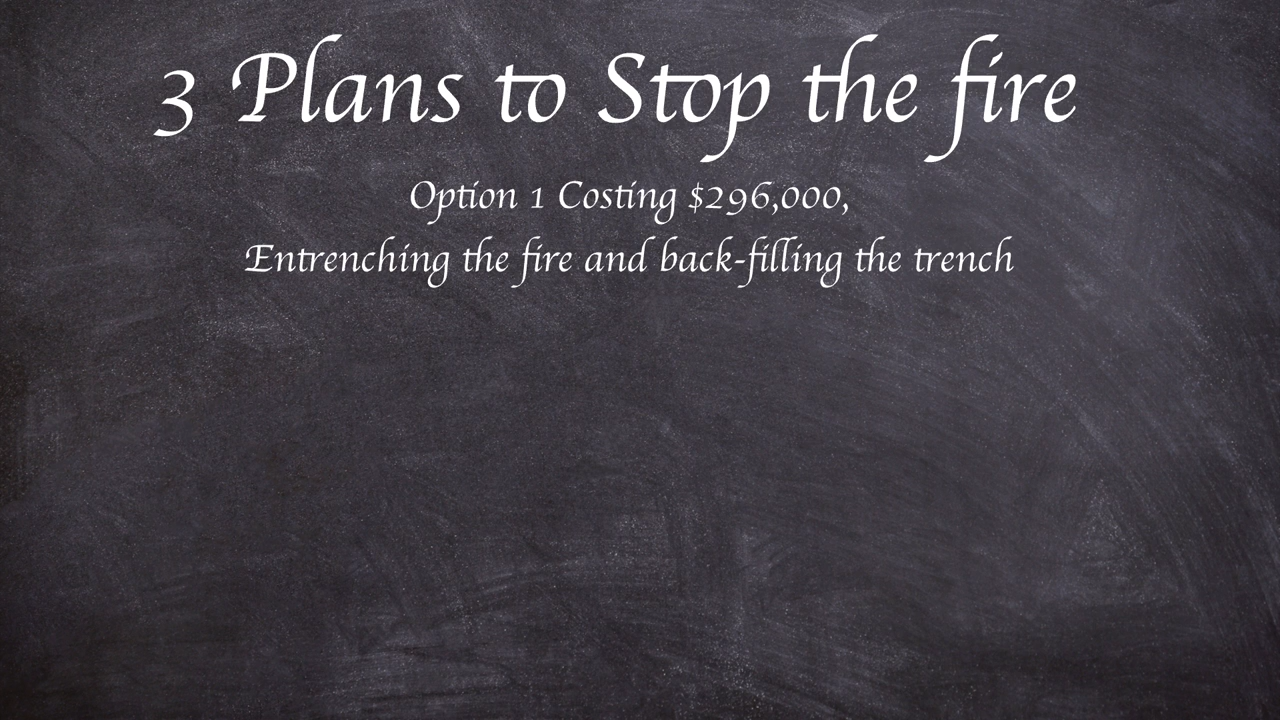 3 Plans to Stop the fire
Option 1 Costing $296,000,
Entrenching the fire and back-filling the trench